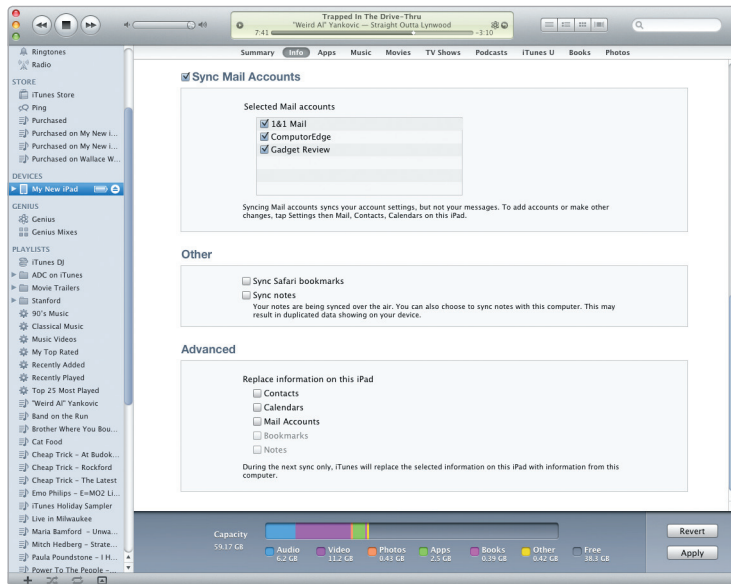 Trapped In The Drive-Thru
"Weird Al" Yankovic — Straight Outta Lynwood
7:41
-3:10
Ringtones
Radio
STORE
iTunes Store
Ping
Purchased
Purchased on My New i...
Purchased on My New i...
Purchased on Wallace W...
DEVICES
My New iPad
GENIUS
Genius
Genius Mixes
PLAYLISTS
iTunes DJ
ADC on iTunes
Movie Trailers
Stanford
90's Music
Classical Music
Music Videos
My Top Rated
Recently Added
Recently Played
Top 25 Most Played
"Weird Al" Yankovic
Band on the Run
Brother Where You Bou...
Cat Food
Cheap Trick – At Budok...
Cheap Trick – Rockford
Cheap Trick – The Latest
Emo Philips – E=MO2 Li...
iTunes Holiday Sampler
Live in Milwaukee
Maria Bamford – Unwa...
Mitch Hedberg – Strate...
Paula Poundstone – I H...
Power To The People – ...
Summary Info Apps Music Movies TV Shows Podcasts iTunes U Books Photos
Sync Mail Accounts
Selected Mail accounts
1&1 Mail
ComputorEdge
Gadget Review
Syncing Mail accounts syncs your account settings, but not your messages. To add accounts or make other
changes, tap Settings then Mail, Contacts, Calendars on this iPad.
Other
Sync Safari bookmarks
Sync notes
Your notes are being synced over the air. You can also choose to sync notes with this computer. This may
result in duplicated data showing on your device.
Advanced
Replace information on this iPad
Contacts
Calendars
Mail Accounts
Bookmarks
Notes
During the next sync only, iTunes will replace the selected information on this iPad with information from this
computer.
Capacity
59.17 GB
Audio Video Photos Apps Books Other Free
6.2 GB 11.2 GB 0.43 GB 2.5 GB 0.39 GB 0.42 GB 38.3 GB
Revert
Apply